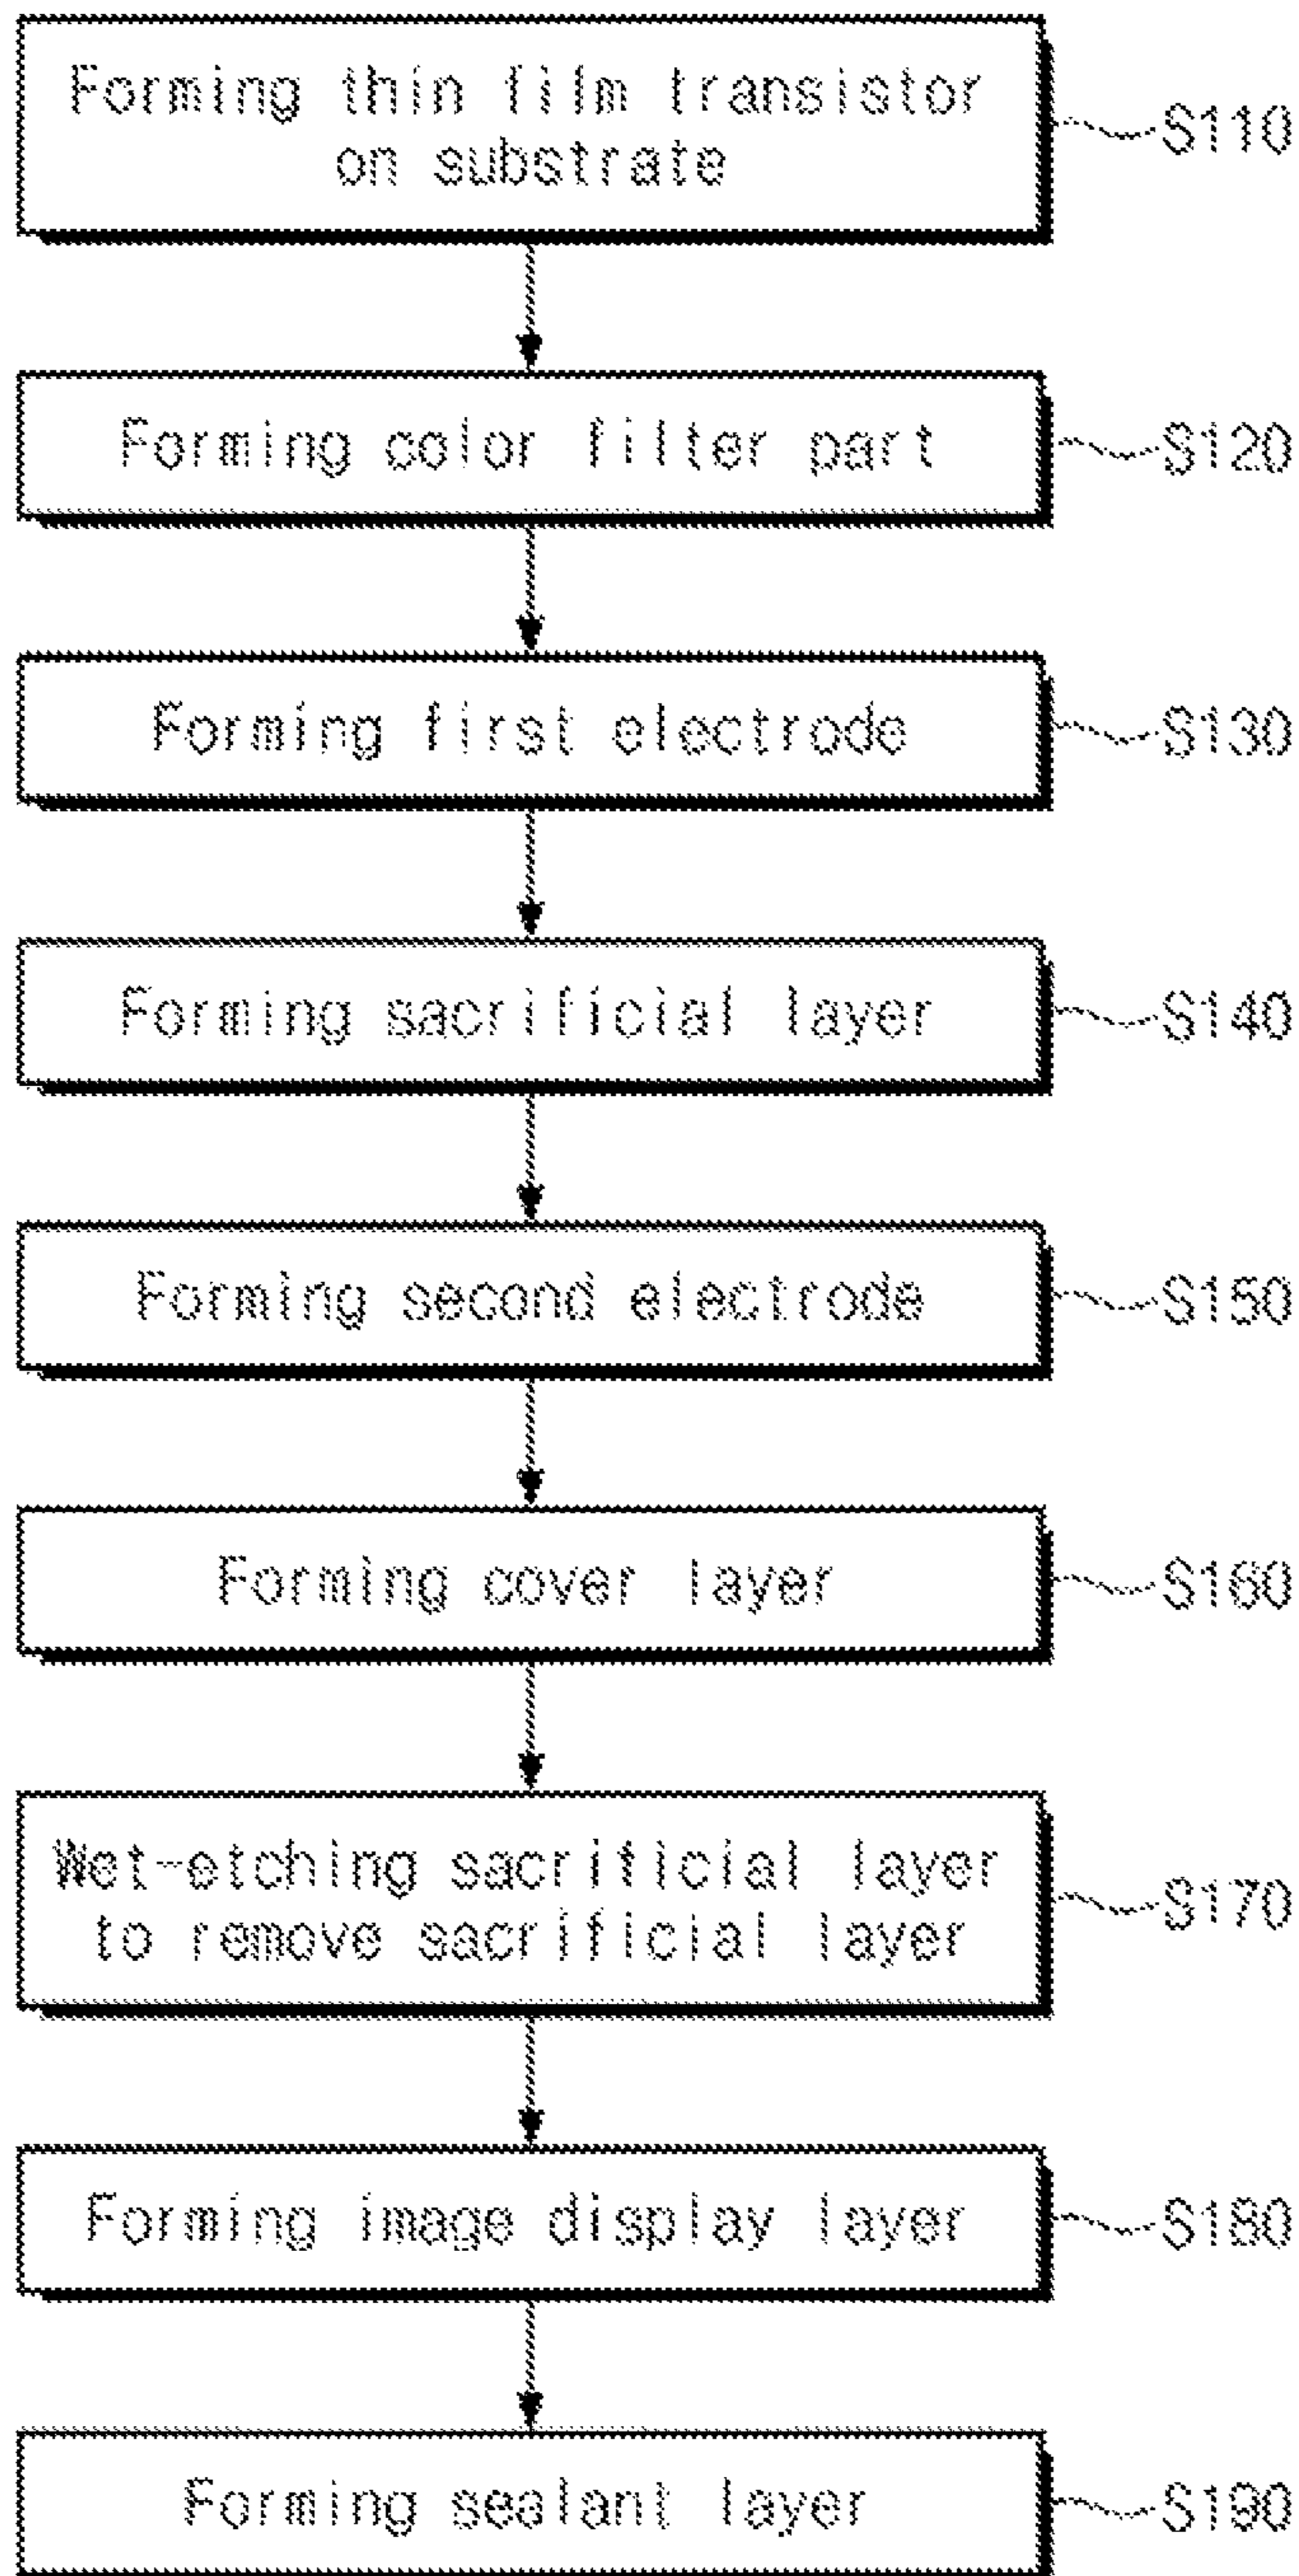 Forming thin film transistor
on substrate
S110
Forming color filter part
S120
Forming first electrode
S130
Forming sacrificial layer
S140
Forming second electrode
S150
Forming cover layer
S160
Wet-etching sacrificial layer
to remove sacrificial layer
S170
Forming image display layer
S180
Forming sealant layer
S190